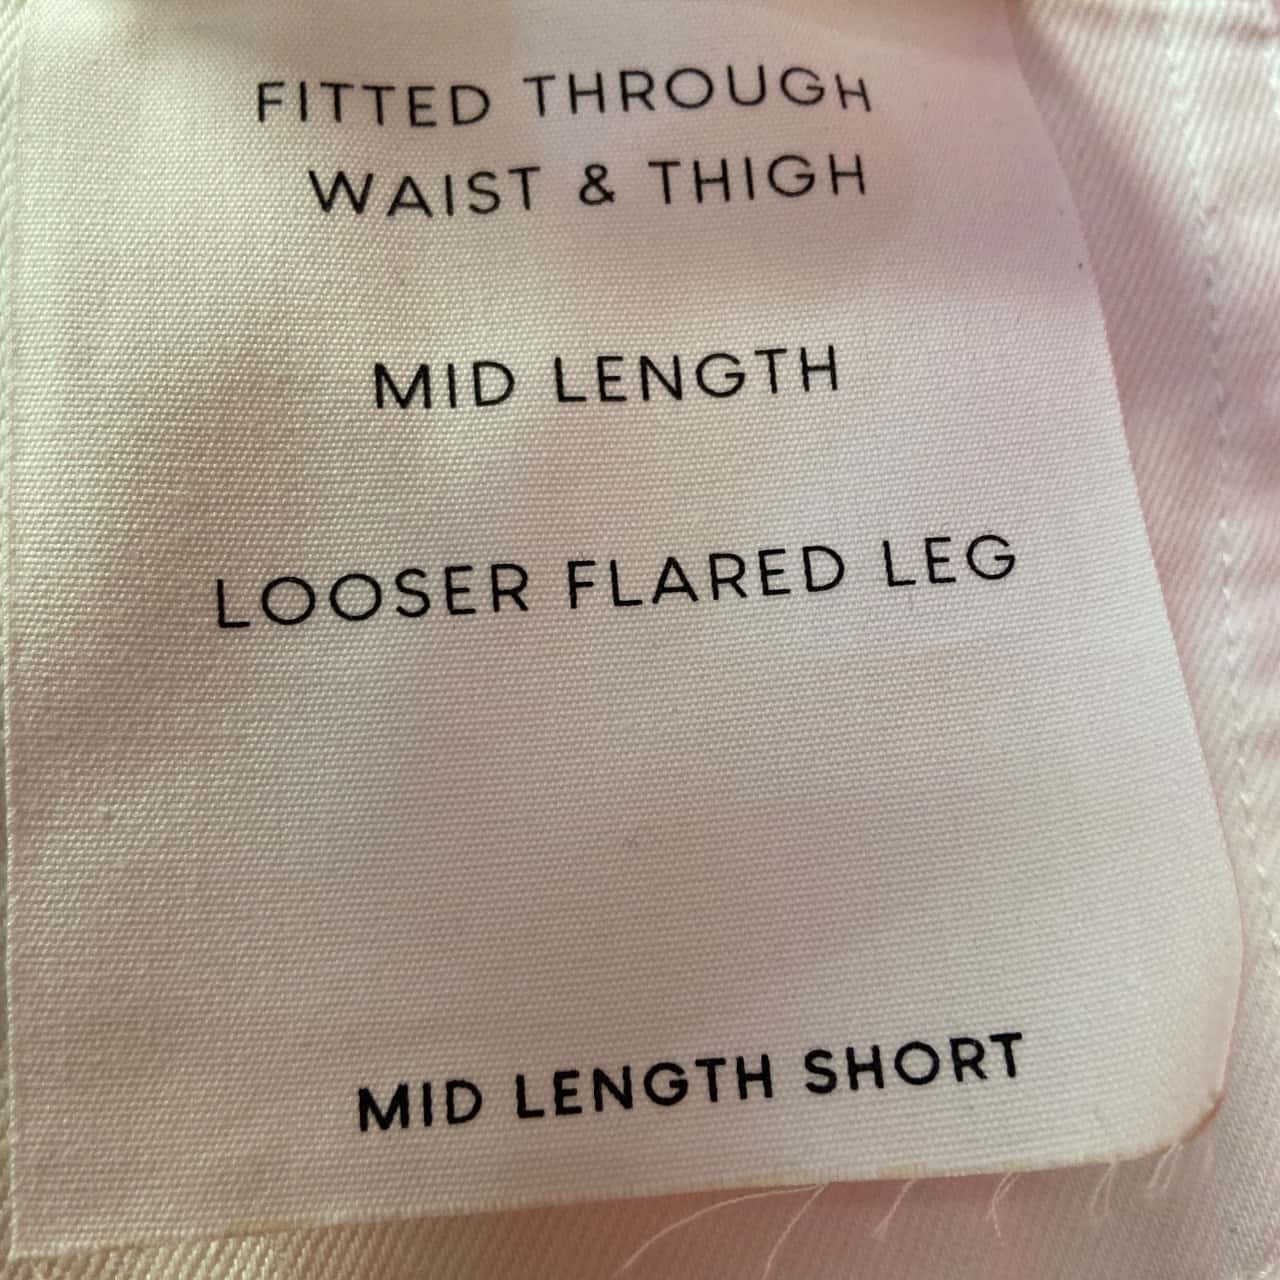 FITTED THROUGH
WAIST & THIGH
MID LENGTH
LOOSER FLARED LEG
MID LENGTH SHORT